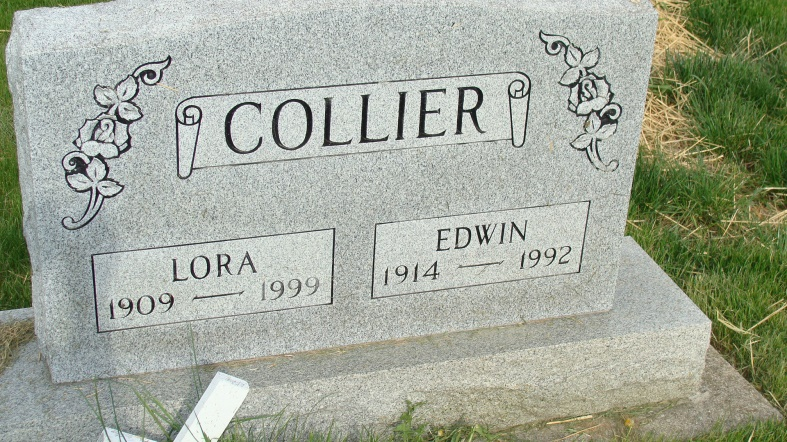 COLLIER
LORA
1909 — 1999
EDWIN
1914 — 1992